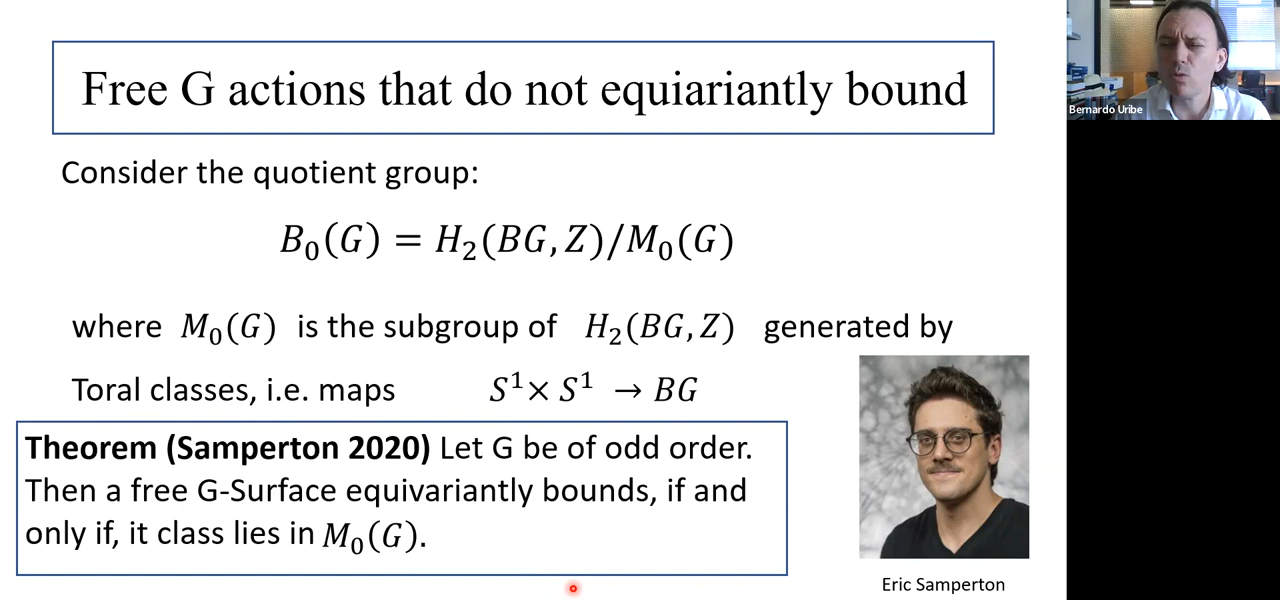 Free G actions that do not equiariantly bound
Bernardo Uribe
Consider the quotient group:
B₀(G) = H₂(BG, Z)/M₀(G)
where M₀(G) is the subgroup of H₂(BG, Z) generated by
Toral classes, i.e. maps S¹× S¹ → BG
Theorem (Samperton 2020) Let G be of odd order.
Then a free G-Surface equivariantly bounds, if and
only if, it class lies in M₀(G).
Eric Samperton